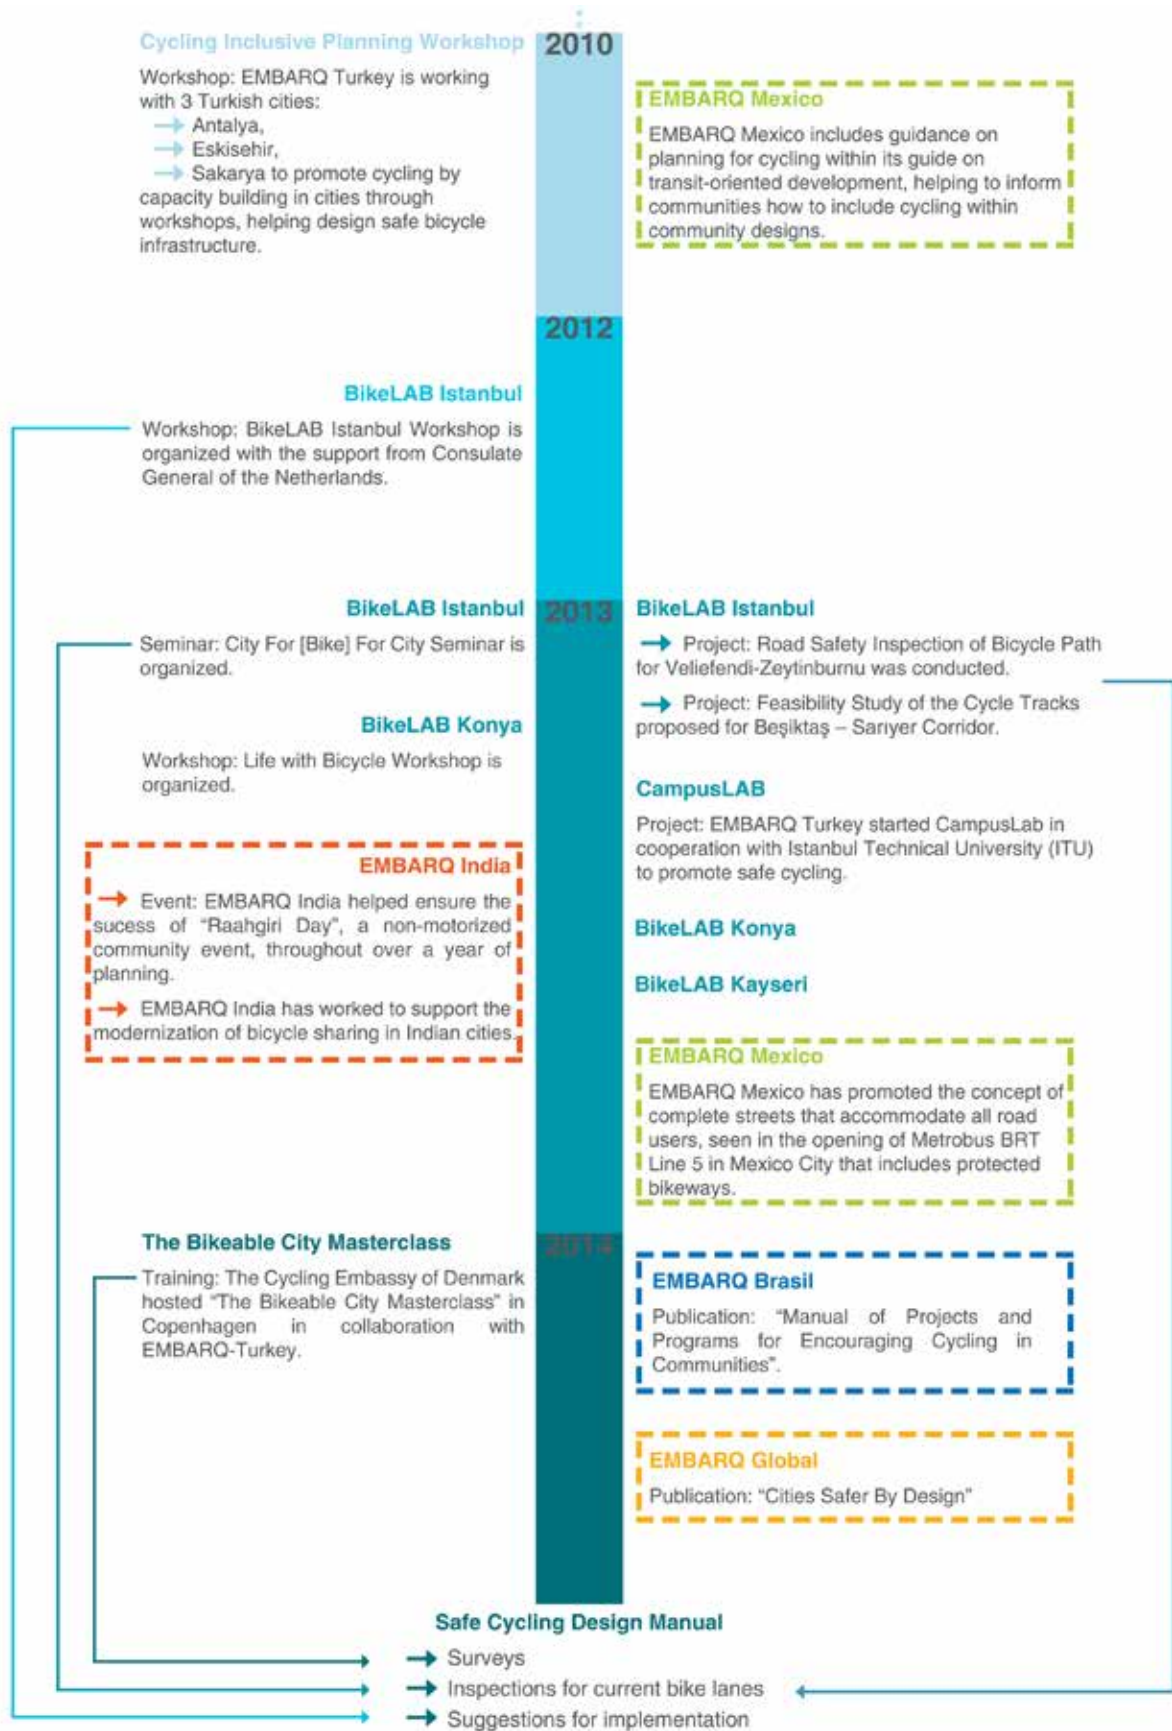 2010
Cycling Inclusive Planning Workshop
Workshop: EMBARQ Turkey is working
with 3 Turkish cities:
→ Antalya,
→ Eskisehir,
→ Sakarya to promote cycling by
capacity building in cities through
workshops, helping design safe bicycle
infrastructure.
EMBARQ Mexico
EMBARQ Mexico includes guidance on
planning for cycling within its guide on
transit-oriented development, helping to inform
communities how to include cycling within
community designs.
2012
BikeLAB Istanbul
Workshop: BikeLAB Istanbul Workshop is
organized with the support from Consulate
General of the Netherlands.
2013
BikeLAB Istanbul
Seminar: City For [Bike] For City Seminar is
organized.
BikeLAB Konya
Workshop: Life with Bicycle Workshop is
organized.
EMBARQ India
→ Event: EMBARQ India helped ensure the
sucess of “Raahgiri Day”, a non-motorized
community event, throughout over a year of
planning.
→ EMBARQ India has worked to support the
modernization of bicycle sharing in Indian cities.
BikeLAB Istanbul
→ Project: Road Safety Inspection of Bicycle Path
for Veliefendi-Zeytinburnu was conducted.
→ Project: Feasibility Study of the Cycle Tracks
proposed for Beşiktaş – Sarıyer Corridor.
CampusLAB
Project: EMBARQ Turkey started CampusLab in
cooperation with Istanbul Technical University (ITU)
to promote safe cycling.
BikeLAB Konya
BikeLAB Kayseri
EMBARQ Mexico
EMBARQ Mexico has promoted the concept of
complete streets that accommodate all road
users, seen in the opening of Metrobus BRT
Line 5 in Mexico City that includes protected
bikeways.
2014
The Bikeable City Masterclass
Training: The Cycling Embassy of Denmark
hosted “The Bikeable City Masterclass” in
Copenhagen in collaboration with
EMBARQ-Turkey.
EMBARQ Brasil
Publication: “Manual of Projects and
Programs for Encouraging Cycling in
Communities”.
EMBARQ Global
Publication: “Cities Safer By Design”
Safe Cycling Design Manual
→ Surveys
→ Inspections for current bike lanes
→ Suggestions for implementation